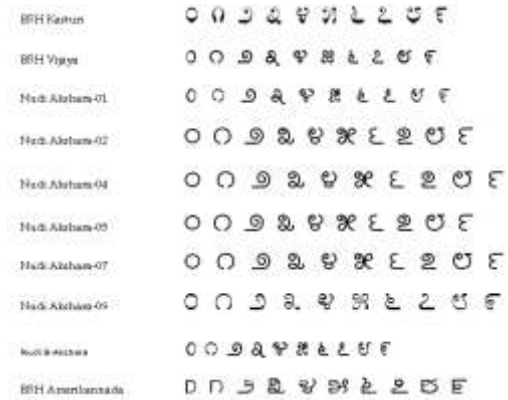 BRH Kasturi ೦ ೧ ೨ ೩ ೪ ೫ ೬ ೭ ೮ ೯
BRH Vijaya ೦ ೧ ೨ ೩ ೪ ೫ ೬ ೭ ೮ ೯
Nudi Akshara-01 ೦ ೧ ೨ ೩ ೪ ೫ ೬ ೭ ೮ ೯
Nudi Akshara-02 ೦ ೧ ೨ ೩ ೪ ೫ ೬ ೭ ೮ ೯
Nudi Akshara-04 ೦ ೧ ೨ ೩ ೪ ೫ ೬ ೭ ೮ ೯
Nudi Akshara-05 ೦ ೧ ೨ ೩ ೪ ೫ ೬ ೭ ೮ ೯
Nudi Akshara-07 ೦ ೧ ೨ ೩ ೪ ೫ ೬ ೭ ೮ ೯
Nudi Akshara-09 ೦ ೧ ೨ ೩ ೪ ೫ ೬ ೭ ೮ ೯
Nudi B-Akshara ೦ ೧ ೨ ೩ ೪ ೫ ೬ ೭ ೮ ೯
BRH Amerikannada ೦ ೧ ೨ ೩ ೪ ೫ ೬ ೭ ೮ ೯